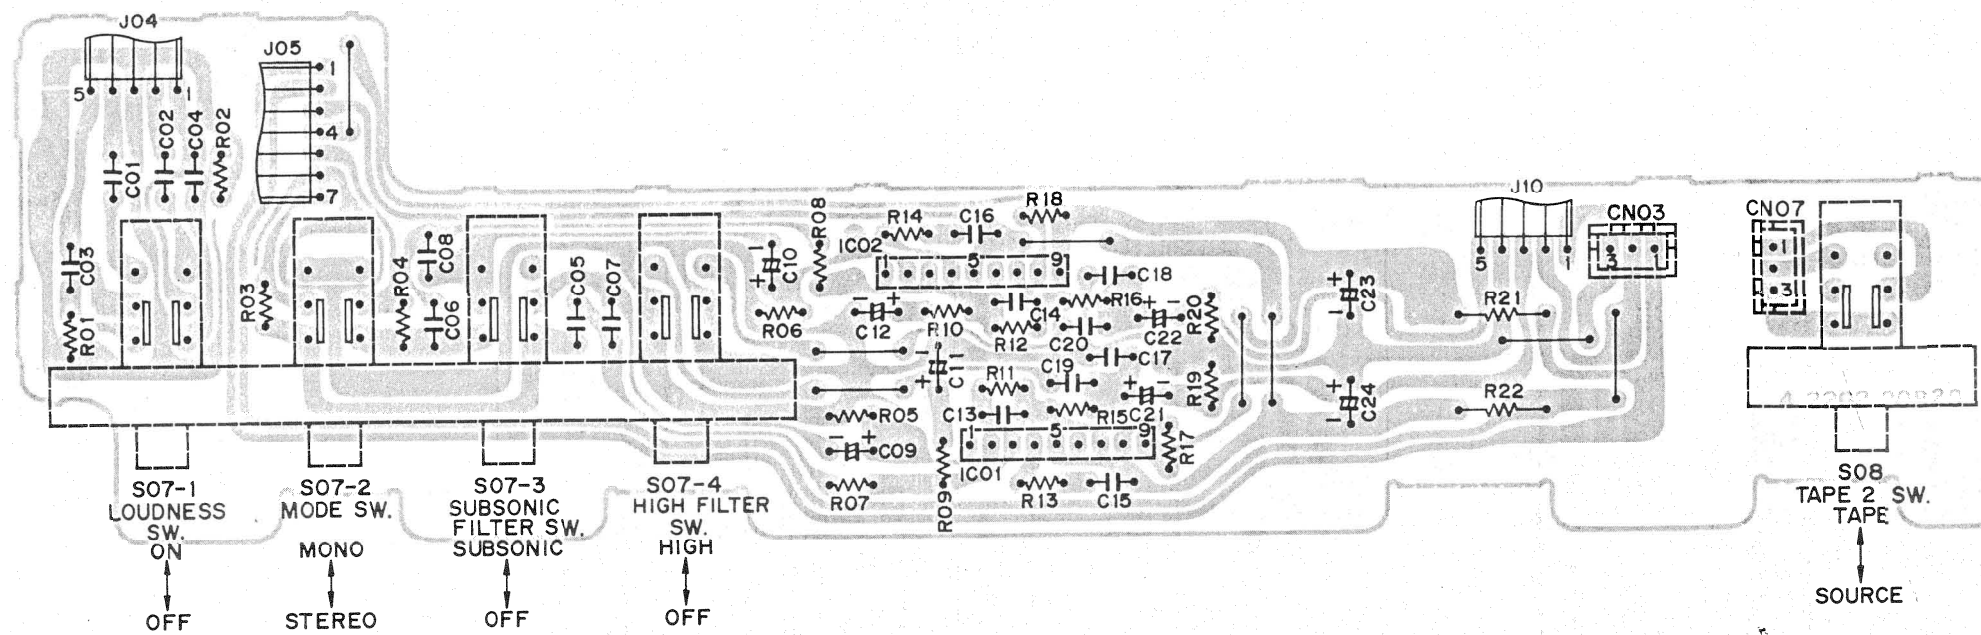 J04
J05
5
1
1
4
7
C01
C02
C04
R02
C03
R01
R03
R04
C08
C06
C05
C07
C10
R08
R06
IC02
R14
C16
R18
1
5
9
C18
C12
R10
C14
R12
R16
C20
C22
R20
C17
C11
R11
C19
R19
R05
C13
R15
C21
C09
1
5
9
IC01
R17
R07
R09
R13
C15
C23
C24
J10
5
1
R21
R22
CN03
3
1
CN07
1
3
S07-1
LOUDNESS
SW.
ON
OFF
S07-2
MODE SW.
MONO
STEREO
S07-3
SUBSONIC
FILTER SW.
SUBSONIC
OFF
S07-4
HIGH FILTER
SW.
HIGH
OFF
S08
TAPE 2 SW.
TAPE
SOURCE